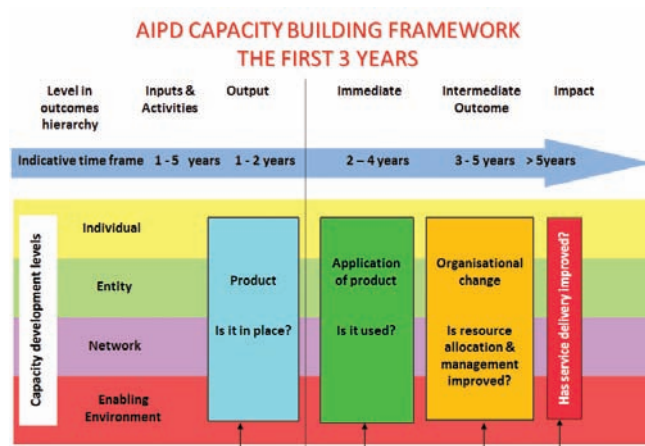 AIPD CAPACITY BUILDING FRAMEWORK
THE FIRST 3 YEARS
Level in
outcomes
hierarchy
Inputs &
Activities
Output
Immediate
Intermediate
Outcome
Impact
Indicative time frame 1 - 5 years 1 - 2 years 2 – 4 years 3 - 5 years > 5years
Capacity development levels
Individual
Entity
Network
Enabling
Environment
Product
Is it in place?
Application
of product
Is it used?
Organisational
change
Is resource
allocation &
management
improved?
Has service delivery improved?